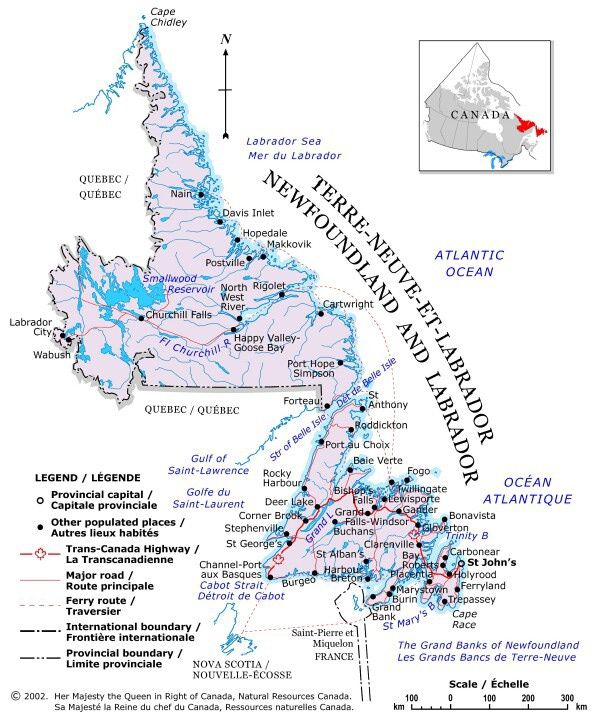 Cape
Chidley
N
CANADA
Labrador Sea
Mer du Labrador
QUEBEC /
QUÉBEC
TERRE-NEUVE-ET-LABRADOR
NEWFOUNDLAND AND LABRADOR
Nain
Davis Inlet
Hopedale
Makkovik
Postville
ATLANTIC
OCEAN
Smallwood
Reservoir
North
West
River
Rigolet
Cartwright
Labrador
City
Churchill Falls
Wabush
Fl Churchill R
Happy Valley-
Goose Bay
Port Hope
Simpson
Dét de Belle Isle
Forteau
St
Anthony
QUEBEC / QUÉBEC
Str of Belle Isle
Roddickton
Port au Choix
Gulf of
Saint-Lawrence
Baie Verte
Fogo
Rocky
Harbour
Twillingate
Golfe du
Saint-Laurent
Bishop's
Falls
Lewisporte
OCÉAN
ATLANTIQUE
Deer Lake
Grand
Gander
Corner Brook
Grand
Falls-Windsor
Bonavista
Stephenville
Buchans
Gloverton
Trinity B
St George's
Clarenville
Carbonear
St Alban's
Bay
Roberts
St John's
Channel-Port
aux Basques
Harbour
Breton
Placentia
Holyrood
Burgeo
Marystown
Ferryland
Cabot Strait
Détroit de Cabot
Burin
Trepassey
Grand
Bank
St Mary's B
Cape
Race
Saint-Pierre et
Miquelon
FRANCE
The Grand Banks of Newfoundland
Les Grands Bancs de Terre-Neuve
NOVA SCOTIA /
NOUVELLE-ÉCOSSE
LEGEND / LÉGENDE
Provincial capital /
Capitale provinciale
Other populated places /
Autres lieux habités
Trans-Canada Highway /
La Transcanadienne
Major road /
Route principale
Ferry route /
Traversier
International boundary /
Frontière internationale
Provincial boundary /
Limite provinciale
Scale / Échelle
km 100 0 100 200 300 km
© 2002. Her Majesty the Queen in Right of Canada, Natural Resources Canada.
Sa Majesté la Reine du chef du Canada, Ressources naturelles Canada.